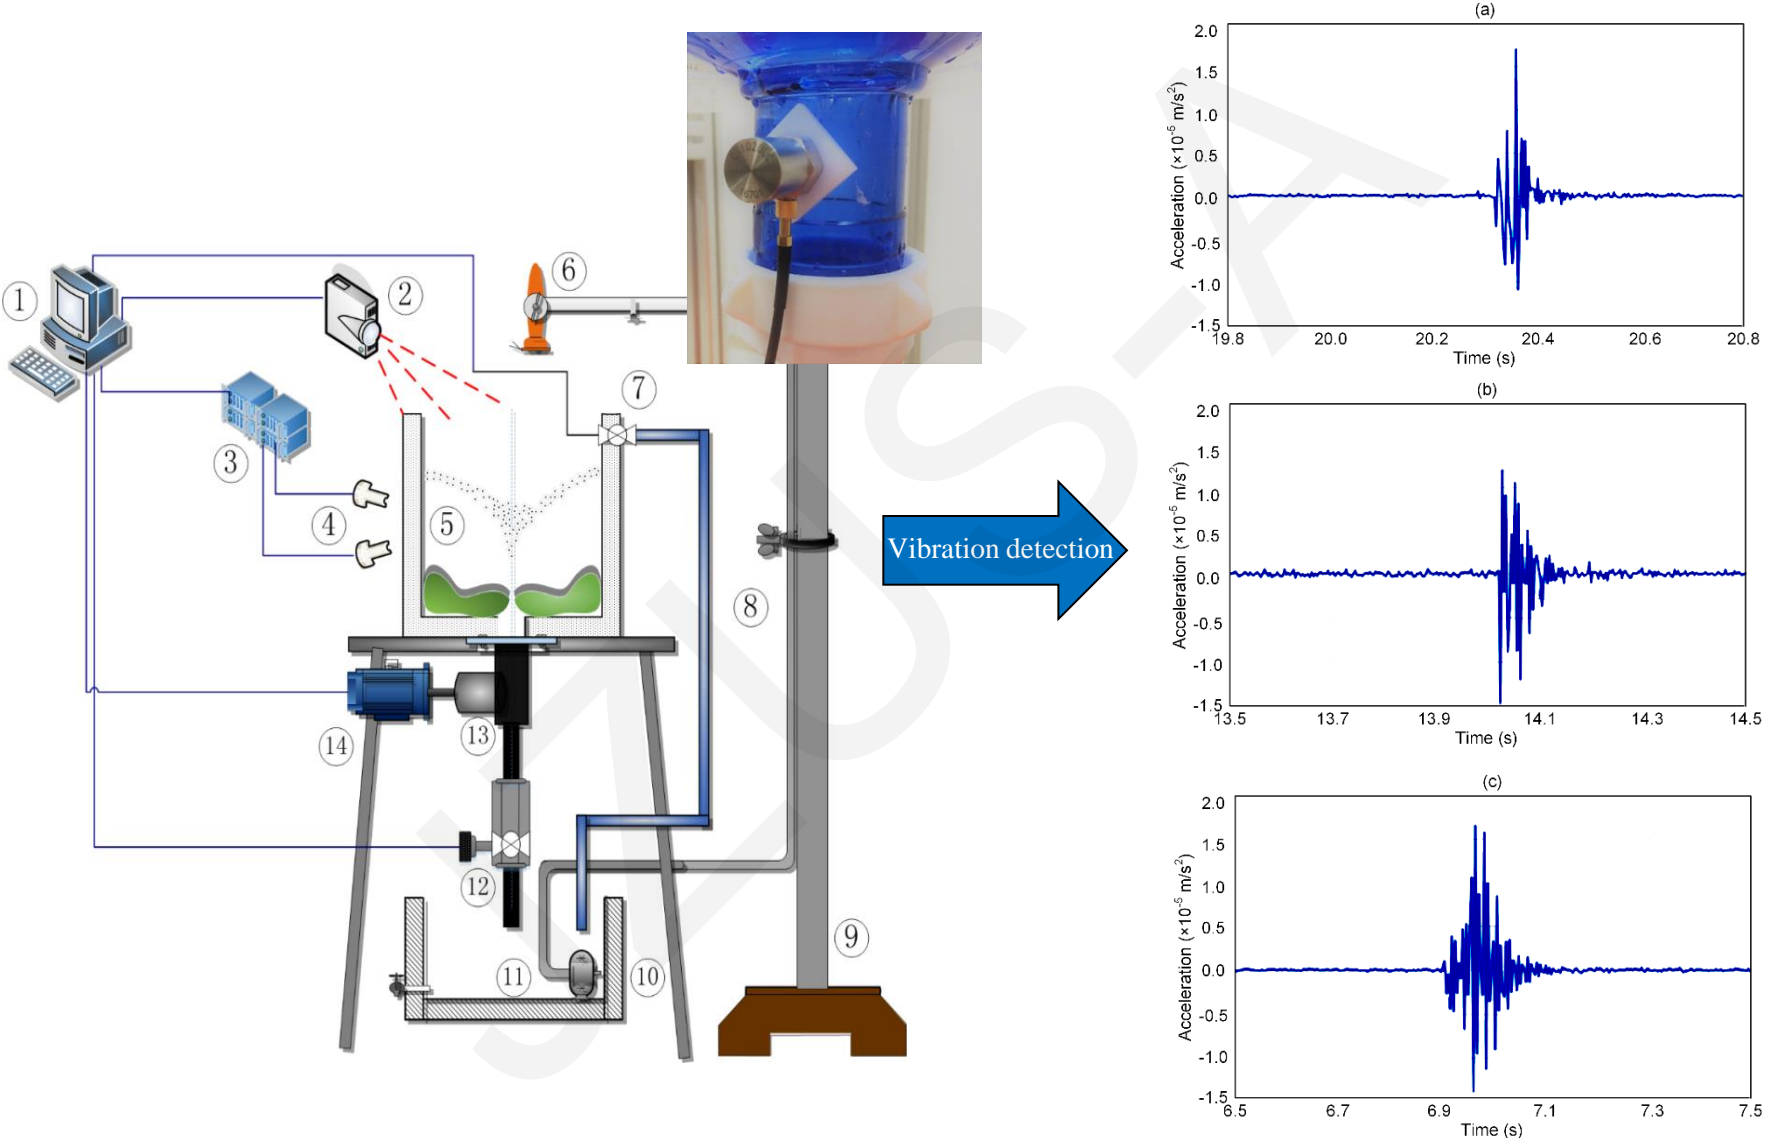 ①
②
③
④
⑤
⑥
⑦
⑧
⑨
⑩
⑪
⑫
⑬
⑭
Vibration detection
JZUS-A
(a)
Acceleration (×10⁻⁵ m/s²)
2.0
1.5
1.0
0.5
0.0
-0.5
-1.0
-1.5
19.8 20.0 20.2 20.4 20.6 20.8
Time (s)
(b)
Acceleration (×10⁻⁵ m/s²)
2.0
1.5
1.0
0.5
0.0
-0.5
-1.0
-1.5
13.5 13.7 13.9 14.1 14.3 14.5
Time (s)
(c)
Acceleration (×10⁻⁵ m/s²)
2.0
1.5
1.0
0.5
0.0
-0.5
-1.0
-1.5
6.5 6.7 6.9 7.1 7.3 7.5
Time (s)